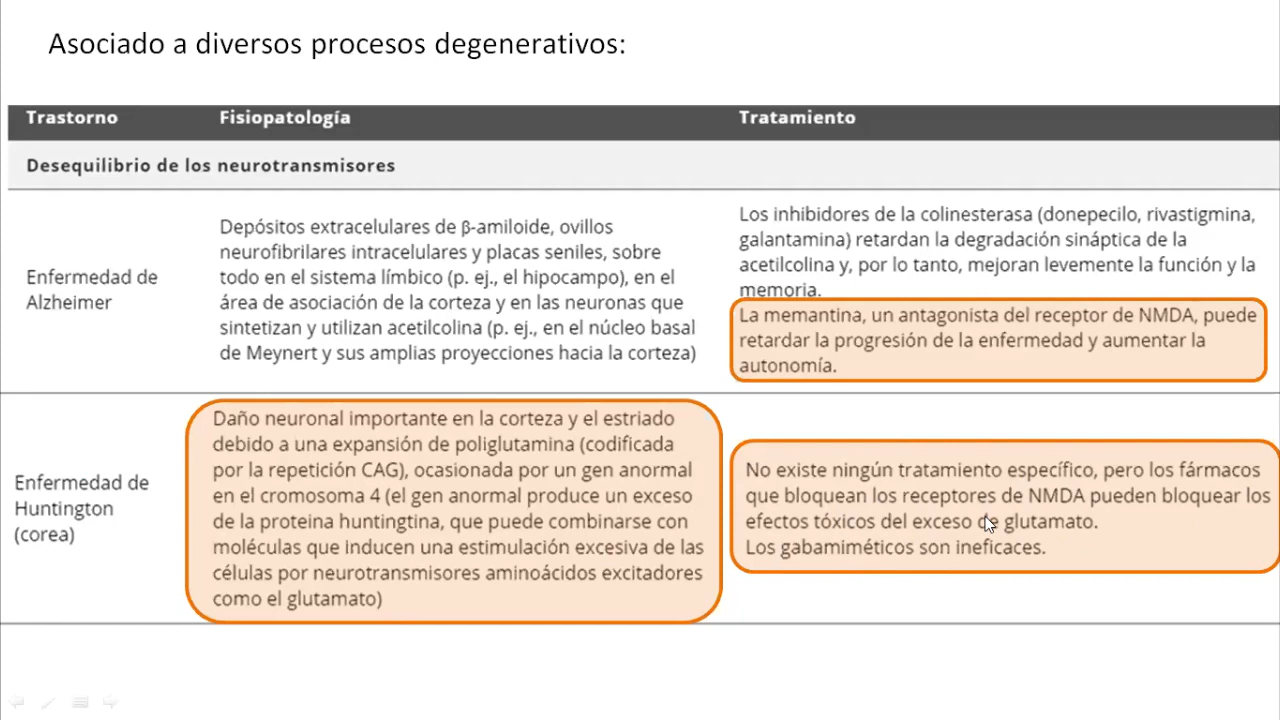 Asociado a diversos procesos degenerativos:
Trastorno
Fisiopatología
Tratamiento
Desequilibrio de los neurotransmisores
Enfermedad de
Alzheimer
Depósitos extracelulares de β-amiloide, ovillos
neurofibrilares intracelulares y placas seniles, sobre
todo en el sistema límbico (p. ej., el hipocampo), en el
área de asociación de la corteza y en las neuronas que
sintetizan y utilizan acetilcolina (p. ej., en el núcleo basal
de Meynert y sus amplias proyecciones hacia la corteza)
Los inhibidores de la colinesterasa (donepecilo, rivastigmina,
galantamina) retardan la degradación sináptica de la
acetilcolina y, por lo tanto, mejoran levemente la función y la
memoria.
La memantina, un antagonista del receptor de NMDA, puede
retardar la progresión de la enfermedad y aumentar la
autonomía.
Enfermedad de
Huntington
(corea)
Daño neuronal importante en la corteza y el estriado
debido a una expansión de poliglutamina (codificada
por la repetición CAG), ocasionada por un gen anormal
en el cromosoma 4 (el gen anormal produce un exceso
de la proteina huntingtina, que puede combinarse con
moléculas que inducen una estimulación excesiva de las
células por neurotransmisores aminoácidos excitadores
como el glutamato)
No existe ningún tratamiento específico, pero los fármacos
que bloquean los receptores de NMDA pueden bloquear los
efectos tóxicos del exceso de glutamato.
Los gabamiméticos son ineficaces.